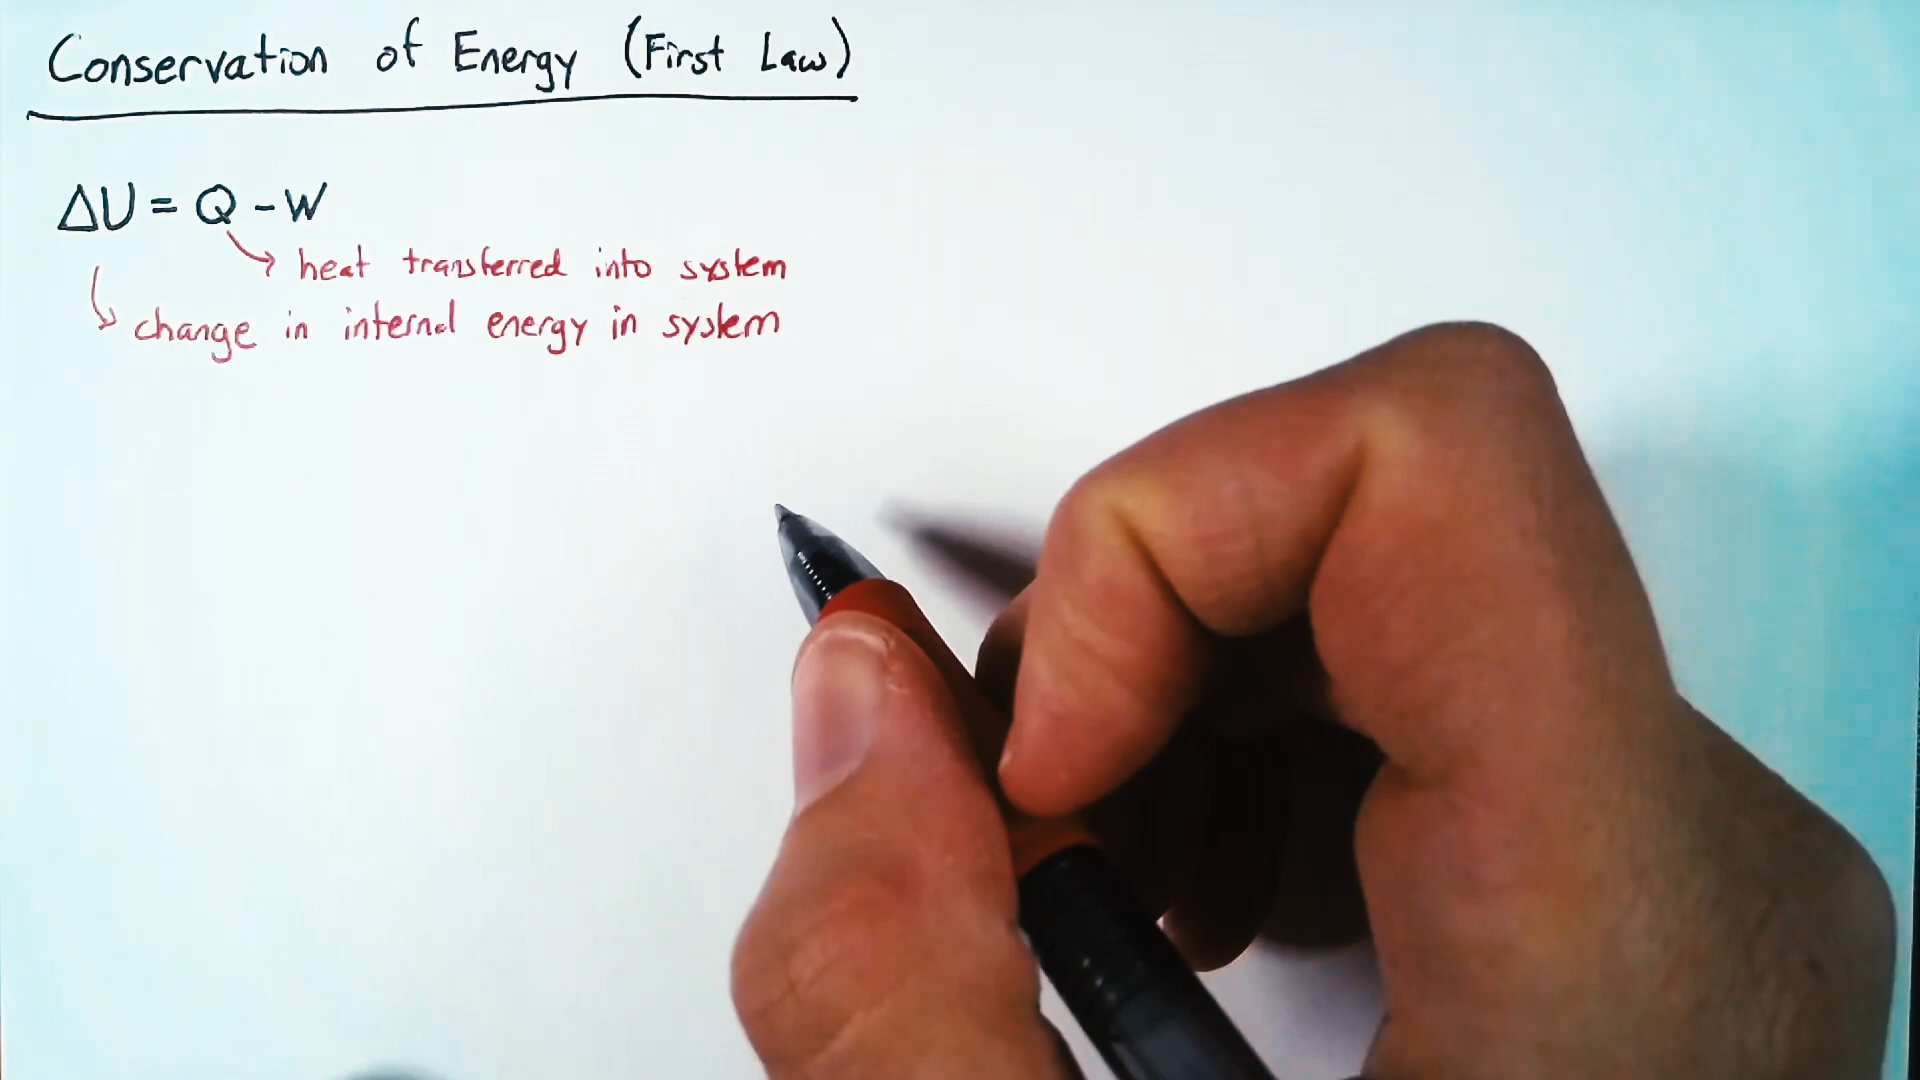 Conservation of Energy (First Law)
ΔU = Q - W
heat transferred into system
change in internal energy in system